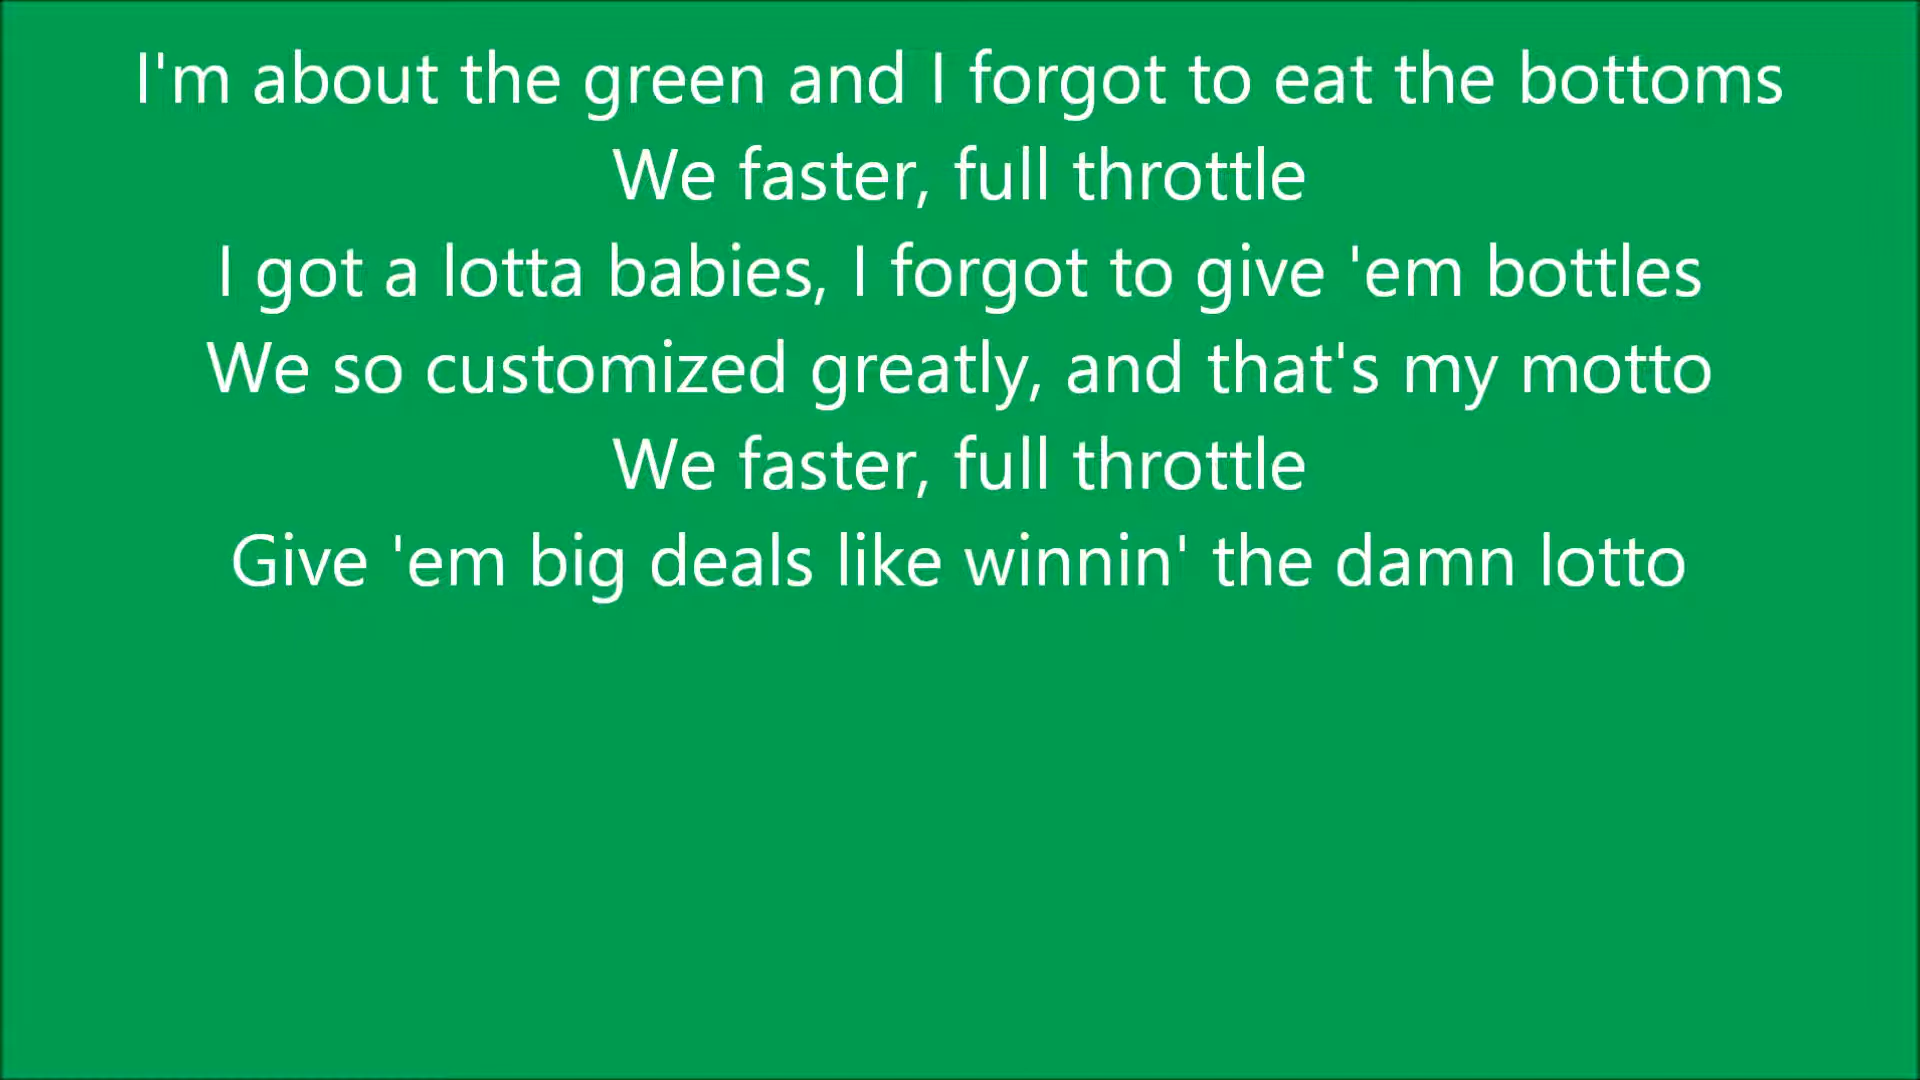 I'm about the green and I forgot to eat the bottoms
We faster, full throttle
I got a lotta babies, I forgot to give 'em bottles
We so customized greatly, and that's my motto
We faster, full throttle
Give 'em big deals like winnin' the damn lotto